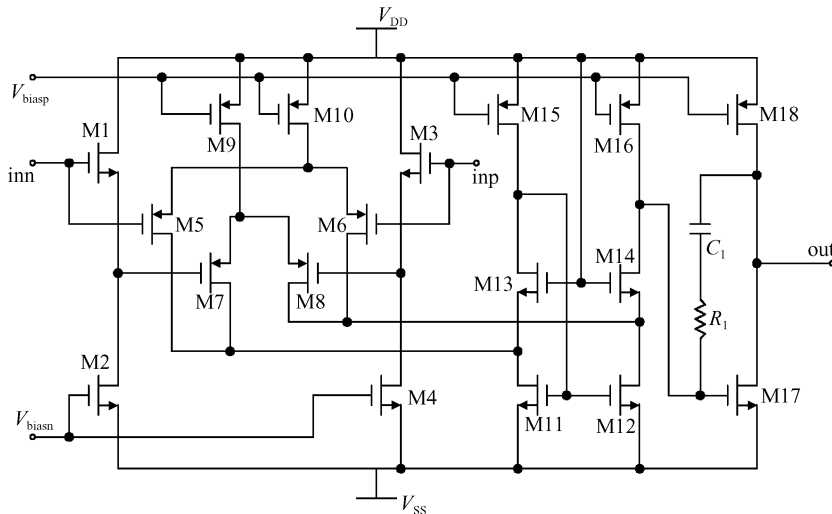 V_DD
V_biasp
M1
M9
M10
M3
M15
M16
M18
inn
inp
M5
M6
M7
M8
M13
M14
C_1
out
R_1
M2
M4
M11
M12
M17
V_biasn
V_SS